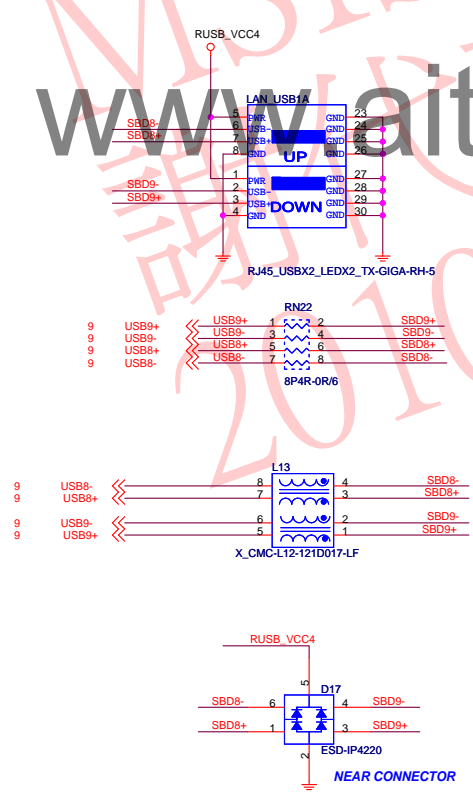 RUSB_VCC4
LAN_USB1A
5 PWR GND 23
SBD8- 6 USB- GND 24
SBD8+ 7 USB+ GND 25
8 GND GND 26
UP
1 PWR GND 27
SBD9- 2 USB- GND 28
SBD9+ 3 USB+ GND 29
4 GND GND 30
DOWN
RJ45_USBX2_LEDX2_TX-GIGA-RH-5
www.ait
MSI
謝
2010
RN22
9 USB9+ USB9+ 1 2 SBD9+
9 USB9- USB9- 3 4 SBD9-
9 USB8+ USB8+ 5 6 SBD8+
9 USB8- USB8- 7 8 SBD8-
8P4R-0R/6
L13
9 USB8- 8 4 SBD8-
9 USB8+ 7 3 SBD8+
9 USB9- 6 2 SBD9-
9 USB9+ 5 1 SBD9+
X_CMC-L12-121D017-LF
RUSB_VCC4
5
D17
SBD8- 6 4 SBD9-
SBD8+ 1 3 SBD9+
2
ESD-IP4220
NEAR CONNECTOR